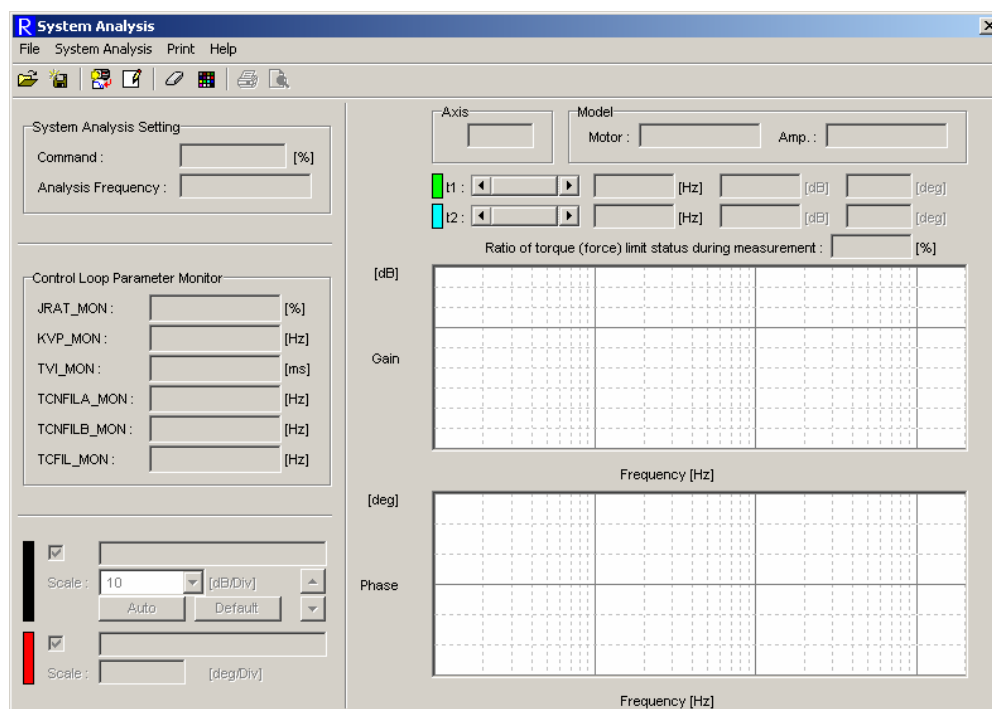 R System Analysis
File System Analysis Print Help
System Analysis Setting
Command : [%]
Analysis Frequency :
Control Loop Parameter Monitor
JRAT_MON : [%]
KVP_MON : [Hz]
TVI_MON : [ms]
TCNFILA_MON : [Hz]
TCNFILB_MON : [Hz]
TCFIL_MON : [Hz]
Scale : 10 [dB/Div]
Auto Default
Scale : [deg/Div]
Axis
Model
Motor : Amp. :
t1 : [Hz] [dB] [deg]
t2 : [Hz] [dB] [deg]
Ratio of torque (force) limit status during measurement : [%]
[dB]
Gain
Frequency [Hz]
[deg]
Phase
Frequency [Hz]